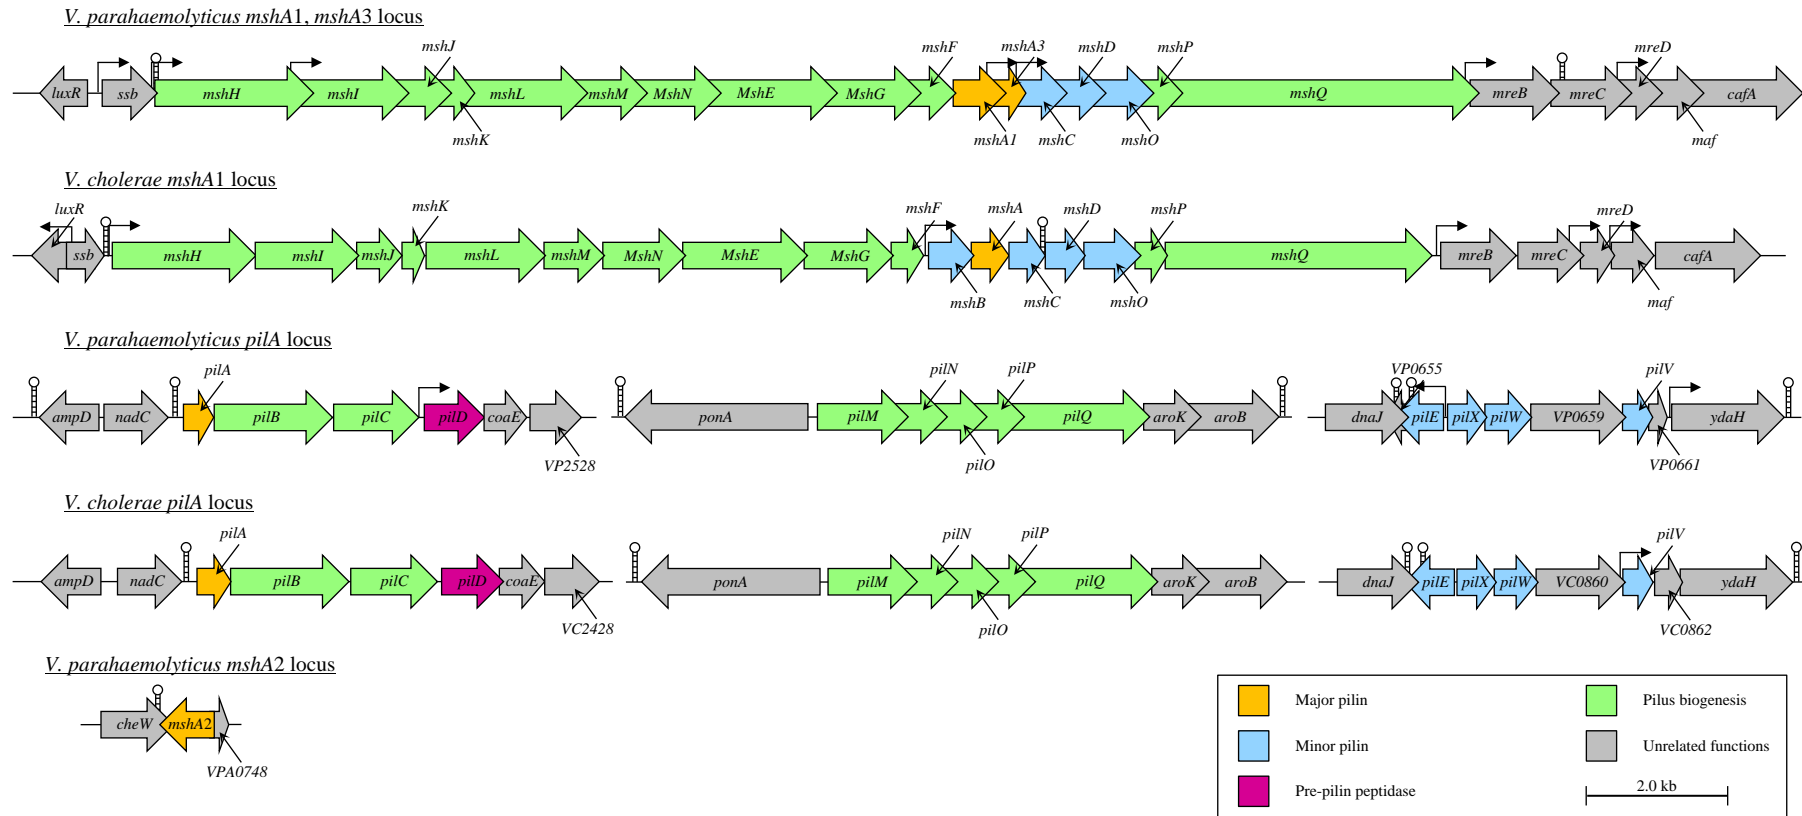 V. parahaemolyticus mshA1, mshA3 locus
mshJ mshF mshA3 mshD mshP mreD
luxR ssb mshH mshI mshL mshM MshN MshE MshG mshQ mreB mreC cafA
mshK mshA1 mshC mshO maf
V. cholerae mshA1 locus
luxR mshK mshF mshA mshD mshP mreD
ssb mshH mshI mshJ mshL mshM MshN MshE MshG mshQ mreB mreC cafA
mshB mshC mshO maf
V. parahaemolyticus pilA locus
pilA pilN pilP VP0655 pilV
ampD nadC pilB pilC pilD coaE ponA pilM pilQ aroK aroB dnaJ pilE pilX pilW VP0659 ydaH
VP2528 pilO VP0661
V. cholerae pilA locus
pilA pilN pilP pilV
ampD nadC pilB pilC pilD coaE ponA pilM pilQ aroK aroB dnaJ pilE pilX pilW VC0860 ydaH
VC2428 pilO VC0862
V. parahaemolyticus mshA2 locus
cheW mshA2
VPA0748
Major pilin Pilus biogenesis
Minor pilin Unrelated functions
Pre-pilin peptidase 2.0 kb